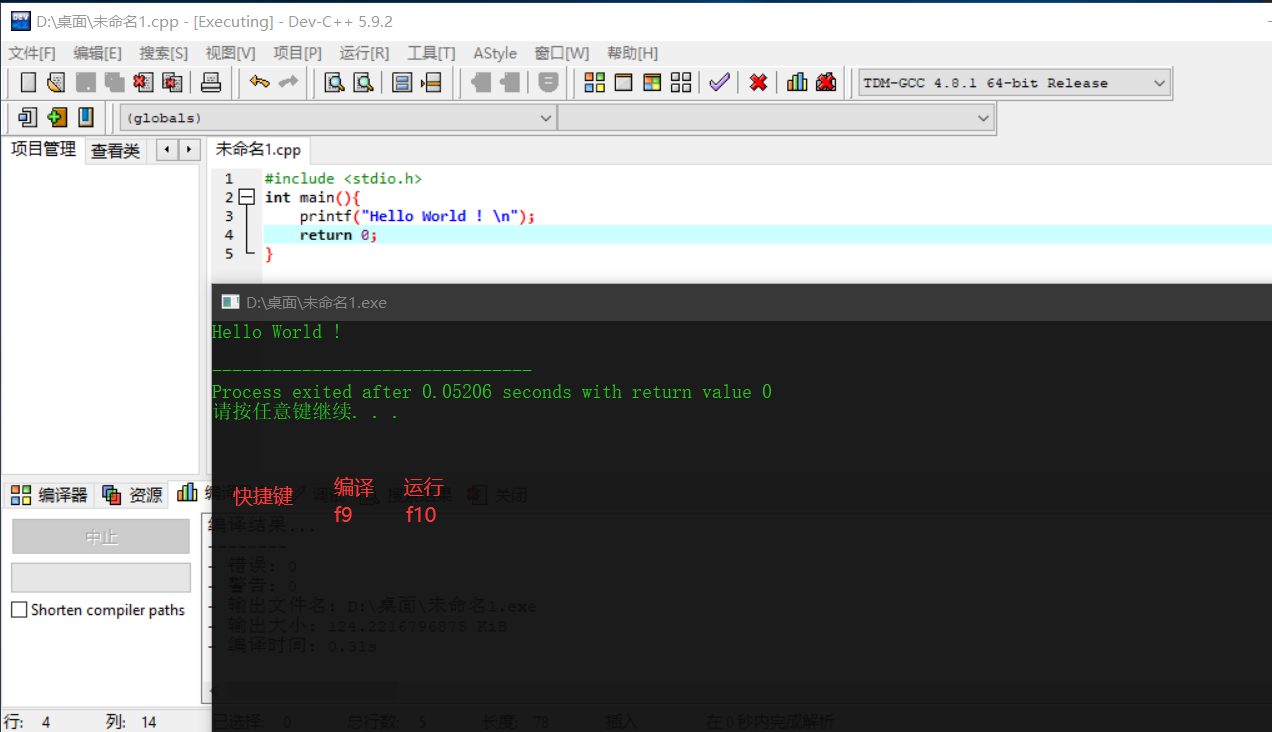 D:\桌面\未命名1.cpp - [Executing] - Dev-C++ 5.9.2
文件[F] 编辑[E] 搜索[S] 视图[V] 项目[P] 运行[R] 工具[T] AStyle 窗口[W] 帮助[H]
TDM-GCC 4.8.1 64-bit Release
(globals)
项目管理 查看类 未命名1.cpp
1 #include <stdio.h>
2 int main(){
3 printf("Hello World ! \n");
4 return 0;
5 }
D:\桌面\未命名1.exe
Hello World !
--------------------------------
Process exited after 0.05206 seconds with return value 0
请按任意键继续. . .
编译器 资源 关闭
快捷键 编译 运行
f9 f10
中止
编译结果...
--------
- 错误: 0
- 警告: 0
- 输出文件名: D:\桌面\未命名1.exe
- 输出大小: 124.2216796875 KiB
- 编译时间: 0.31s
Shorten compiler paths
行: 4 列: 14 已选择: 0 总行数: 5 长度: 78 插入 在0秒内完成解析